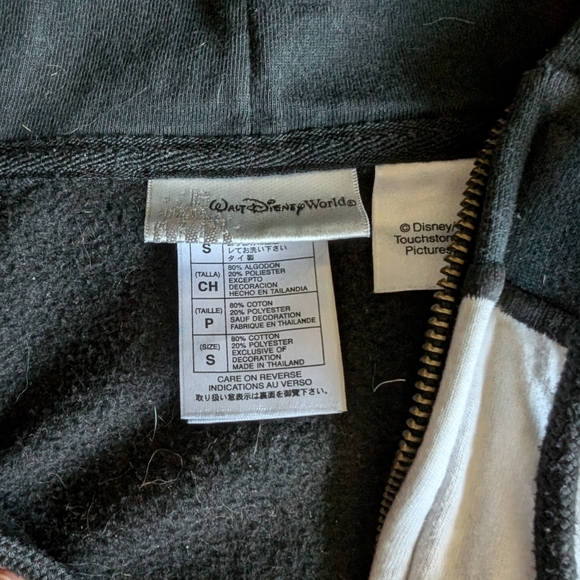 Walt Disney World®
© Disney/
Touchstone
Pictures
S
レてお洗い下さい
タイ製
(TALLA)
CH
80% ALGODON
20% POLIESTER
EXCEPTO
DECORACION
HECHO EN TAILANDIA
(TAILLE)
P
80% COTON
20% POLYESTER
SAUF DECORATION
FABRIQUE EN THAILANDE
(SIZE)
S
80% COTTON
20% POLYESTER
EXCLUSIVE OF
DECORATION
MADE IN THAILAND
CARE ON REVERSE
INDICATIONS AU VERSO
取り扱い意表示は裏面を御覧下さい